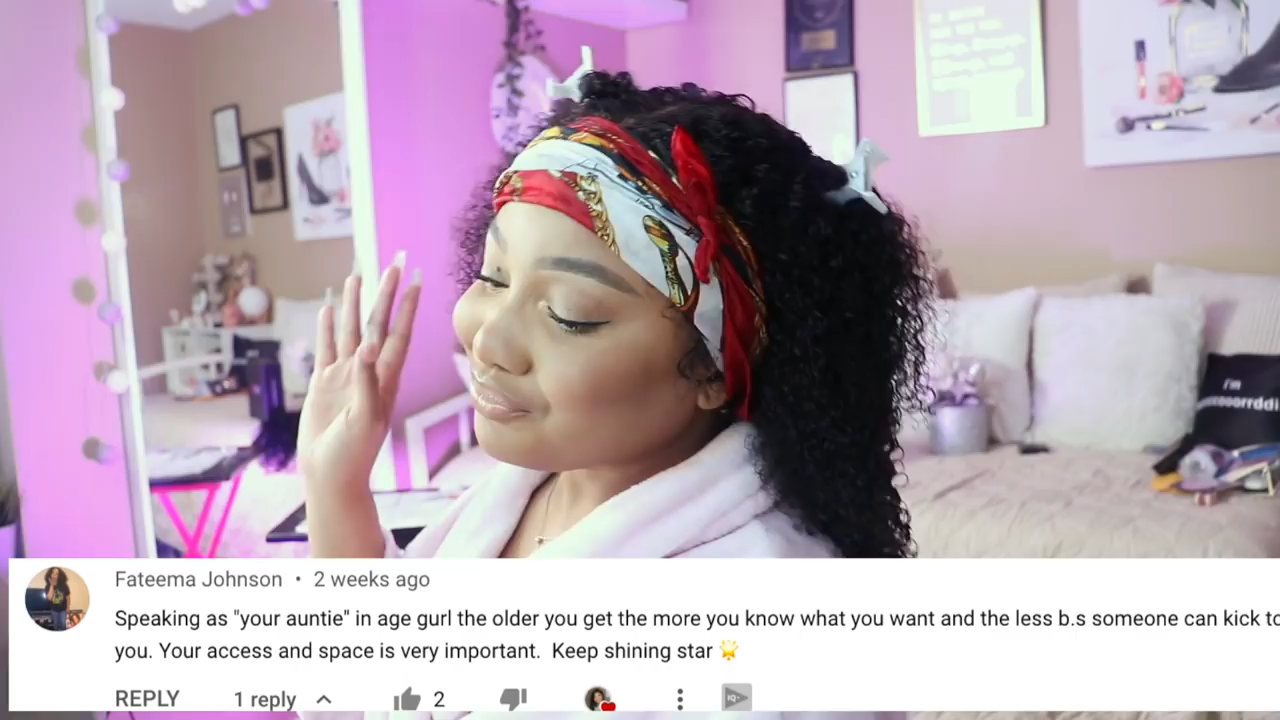 I'm
Fateema Johnson • 2 weeks ago
Speaking as "your auntie" in age gurl the older you get the more you know what you want and the less b.s someone can kick to
you. Your access and space is very important. Keep shining star 🌟
REPLY 1 reply 2